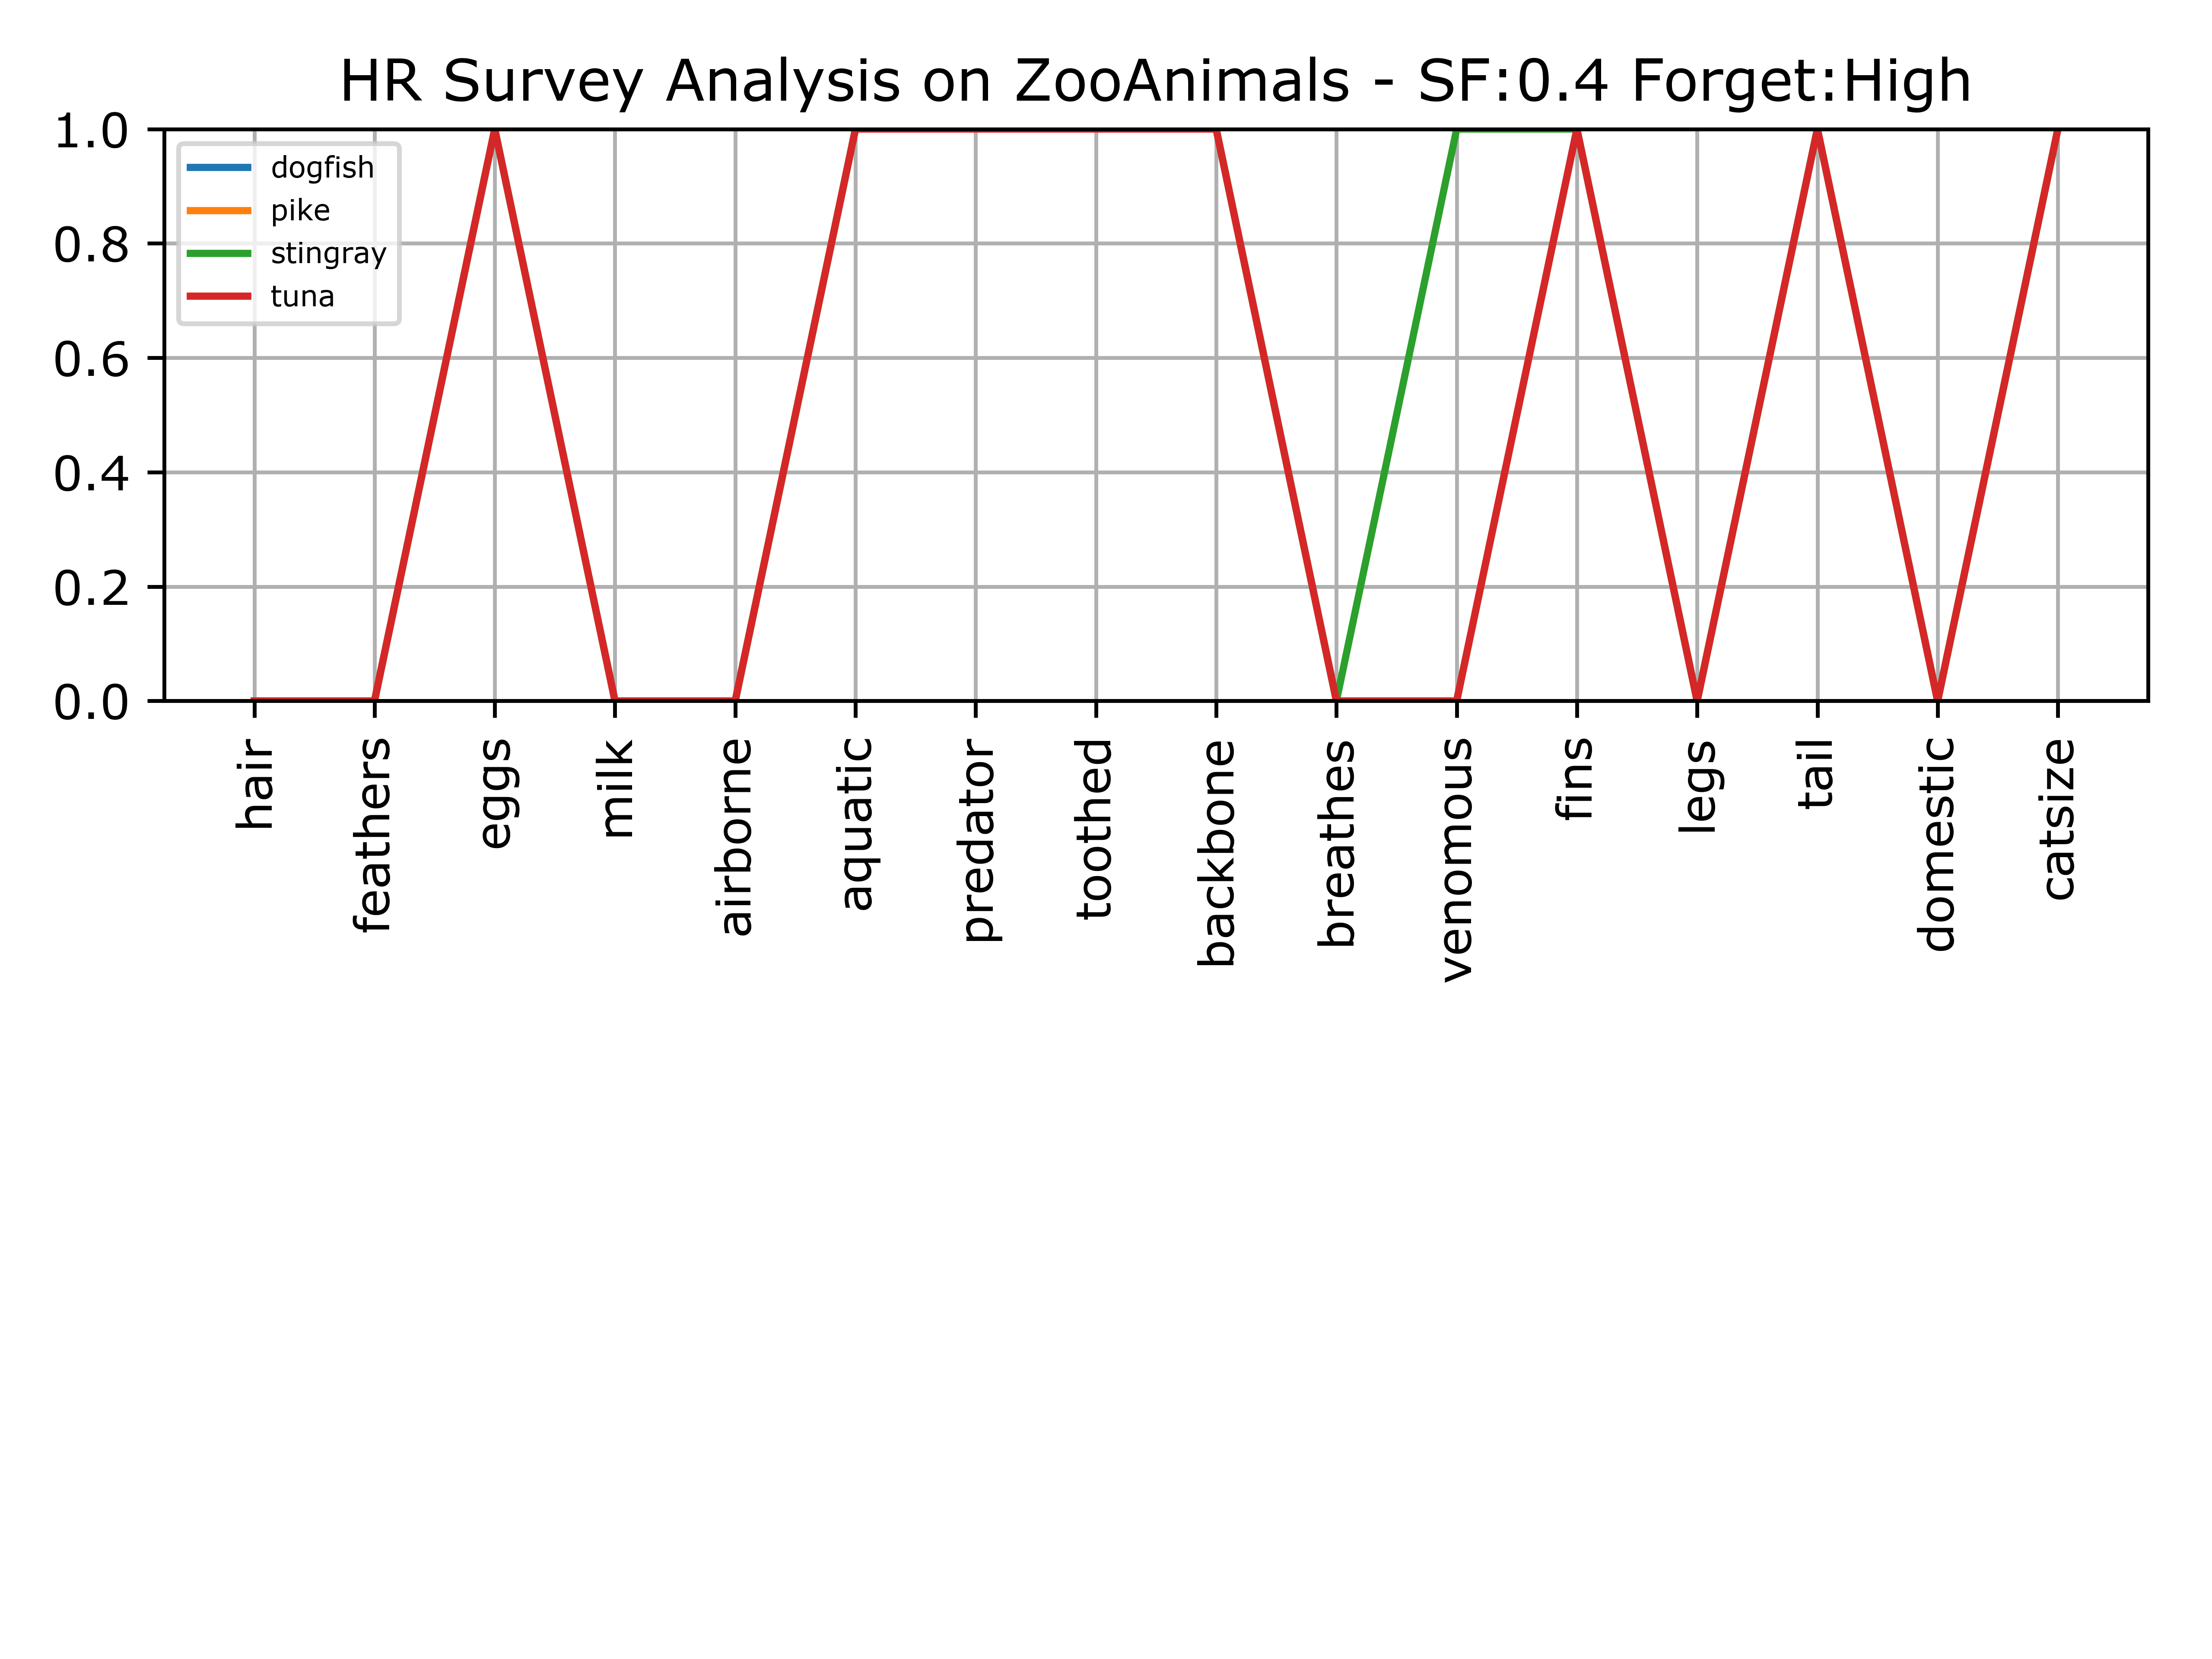 HR Survey Analysis on ZooAnimals - SF:0.4 Forget:High
1.0
0.8
0.6
0.4
0.2
0.0
dogfish
pike
stingray
tuna
hair
feathers
eggs
milk
airborne
aquatic
predator
toothed
backbone
breathes
venomous
fins
legs
tail
domestic
catsize